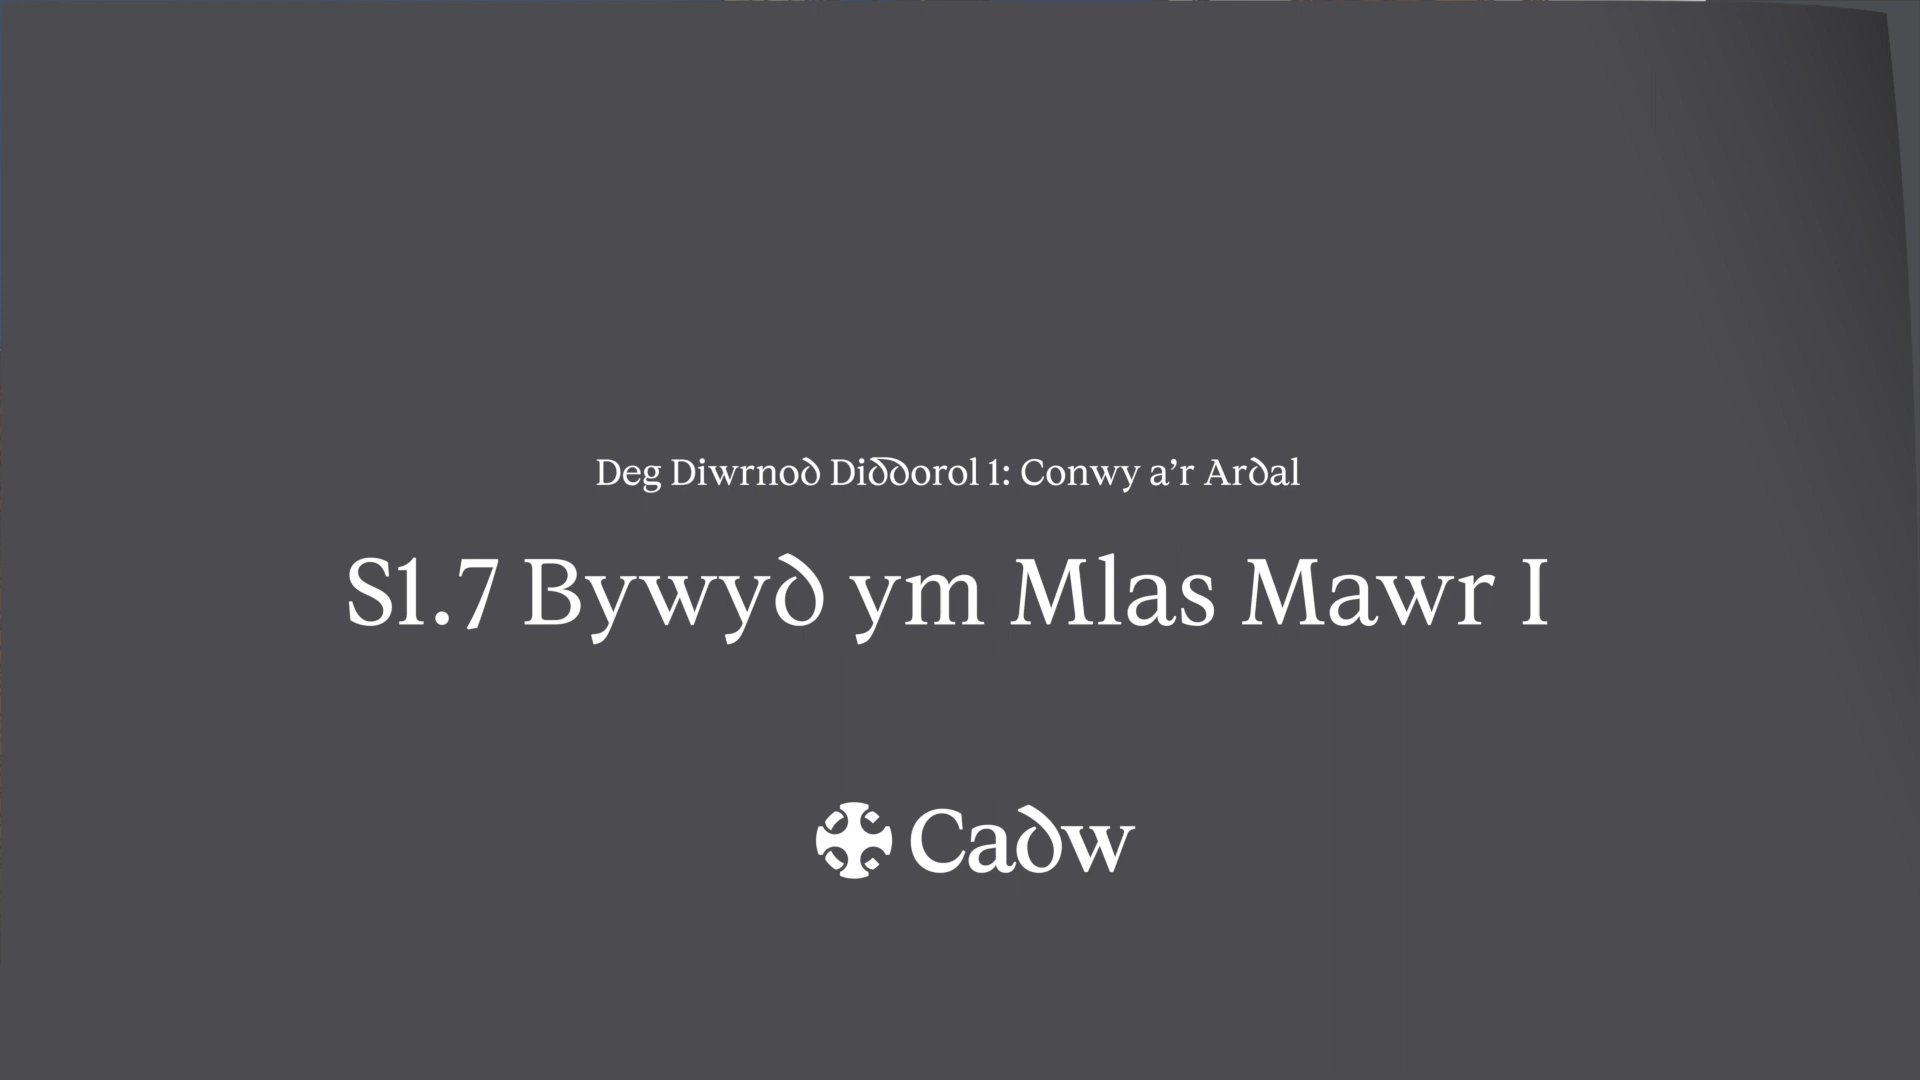 Deg Diwrnod Diddorol 1: Conwy a’r Ardal
S1.7 Bywyd ym Mlas Mawr I
Cadw